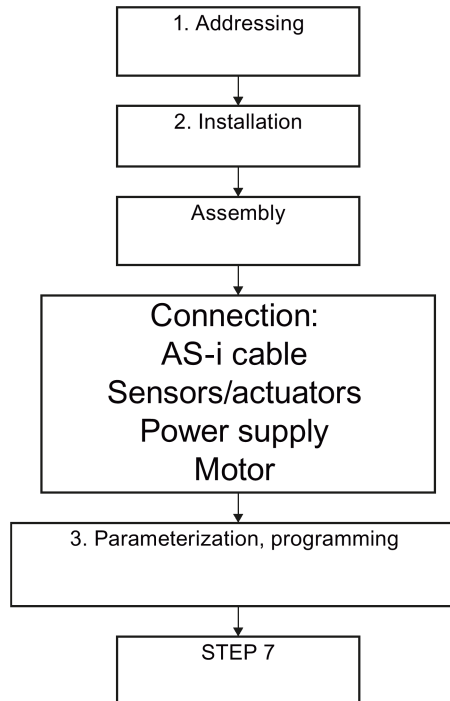 1. Addressing
2. Installation
Assembly
Connection:
AS-i cable
Sensors/actuators
Power supply
Motor
3. Parameterization, programming
STEP 7